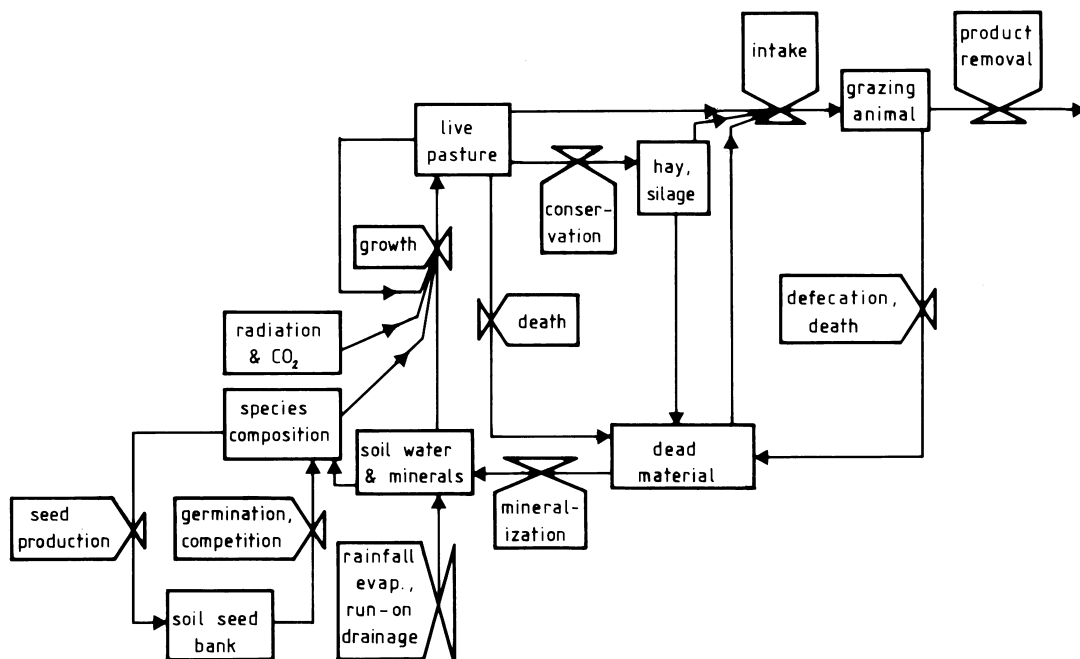 intake
product
removal
grazing
animal
live
pasture
hay,
silage
conser-
vation
growth
death
defecation,
death
radiation
& CO₂
species
composition
soil water
& minerals
dead
material
mineral-
ization
seed
production
germination,
competition
rainfall
evap.,
run-on
drainage
soil seed
bank